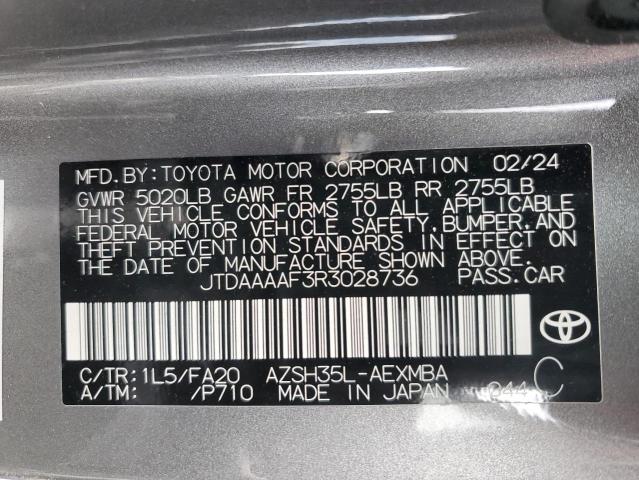 MFD.BY:TOYOTA MOTOR CORPORATION 02/24
GVWR 5020LB GAWR FR 2755LB RR 2755LB
THIS VEHICLE CONFORMS TO ALL APPLICABLE
FEDERAL MOTOR VEHICLE SAFETY,BUMPER,AND
THEFT PREVENTION STANDARDS IN EFFECT ON
THE DATE OF MANUFACTURE SHOWN ABOVE.
JTDAAAAF3R3028736 PASS.CAR
C/TR:1L5/FA20 AZSH35L-AEXMBA C
A/TM: /P710 MADE IN JAPAN